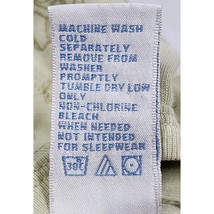 MACHINE WASH
COLD
SEPARATELY
REMOVE FROM
WASHER
PROMPTLY
TUMBLE DRY LOW
ONLY
NON-CHLORINE
BLEACH
WHEN NEEDED
NOT INTENDED
FOR SLEEPWEAR
30C